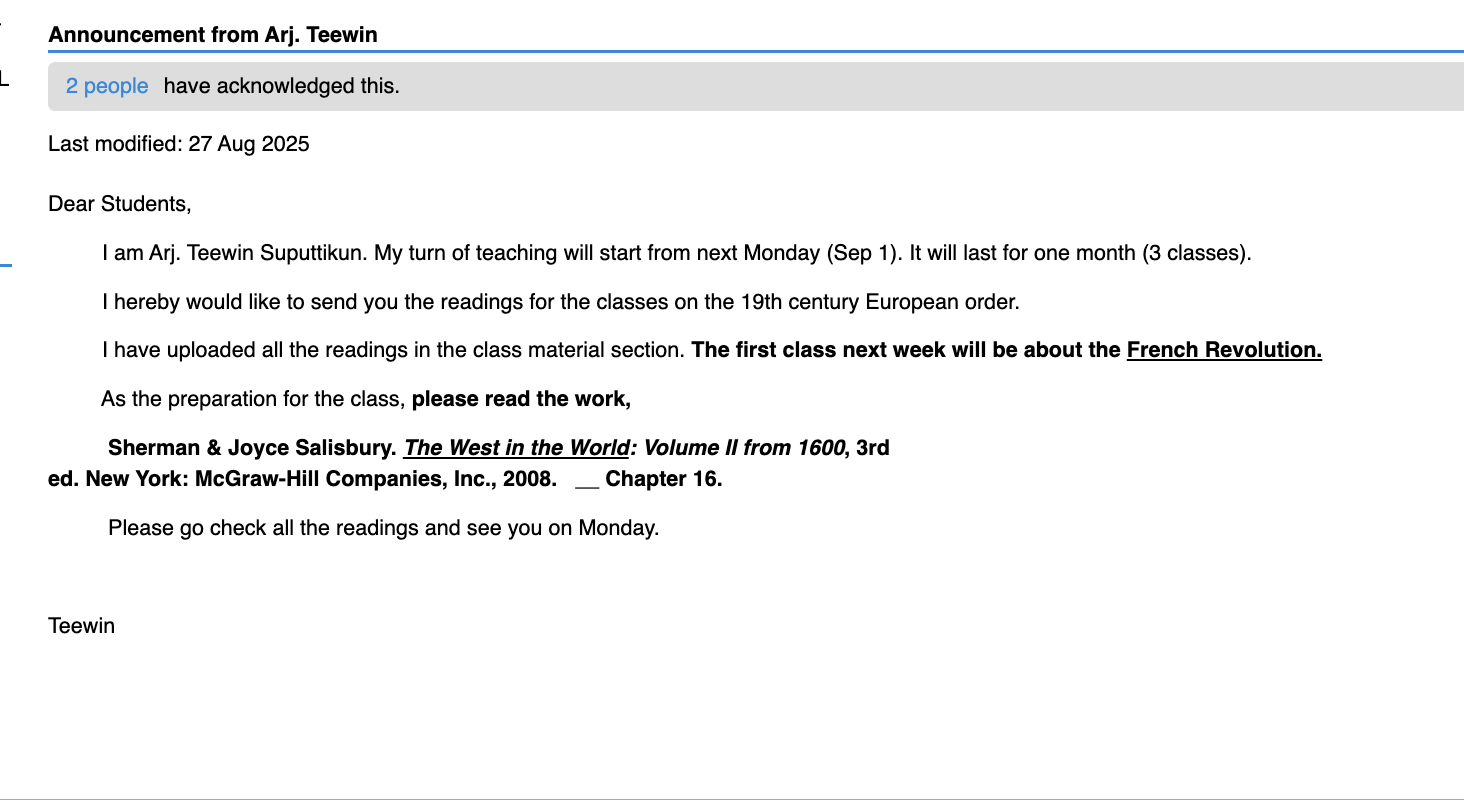 Announcement from Arj. Teewin
2 people have acknowledged this.
Last modified: 27 Aug 2025
Dear Students,
I am Arj. Teewin Suputtikun. My turn of teaching will start from next Monday (Sep 1). It will last for one month (3 classes).
I hereby would like to send you the readings for the classes on the 19th century European order.
I have uploaded all the readings in the class material section. The first class next week will be about the French Revolution.
As the preparation for the class, please read the work,
Sherman & Joyce Salisbury. The West in the World: Volume II from 1600, 3rd
ed. New York: McGraw-Hill Companies, Inc., 2008. __ Chapter 16.
Please go check all the readings and see you on Monday.
Teewin